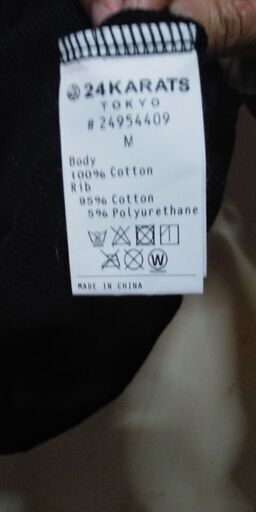 24KARATS
TOKYO
#24954409
M
Body
100% Cotton
Rib
95% Cotton
5% Polyurethane
W
MADE IN CHINA